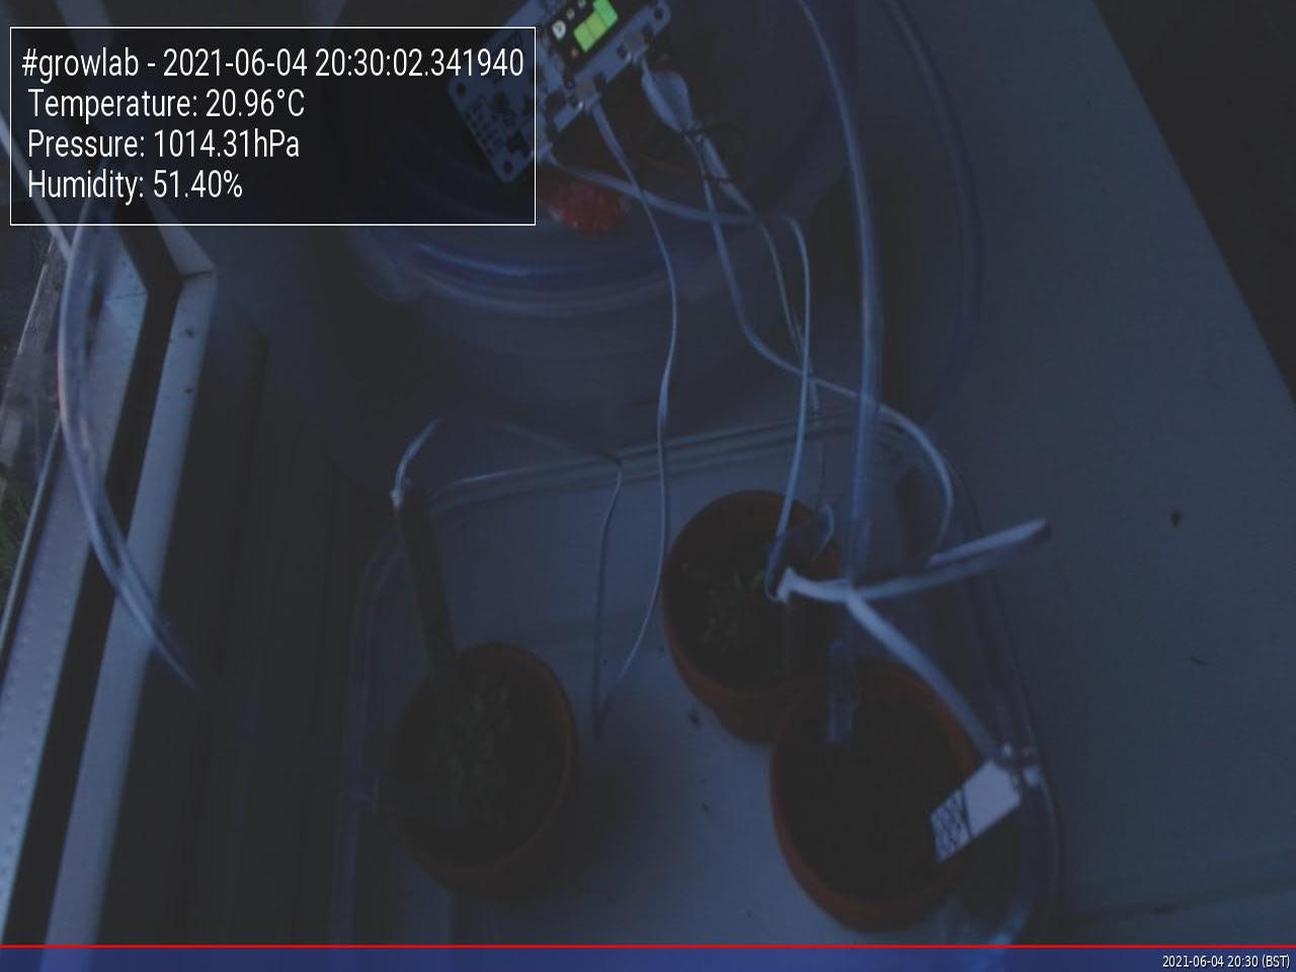 #growlab - 2021-06-04 20:30:02.341940
Temperature: 20.96°C
Pressure: 1014.31hPa
Humidity: 51.40%
2021-06-04 20:30 (BST)